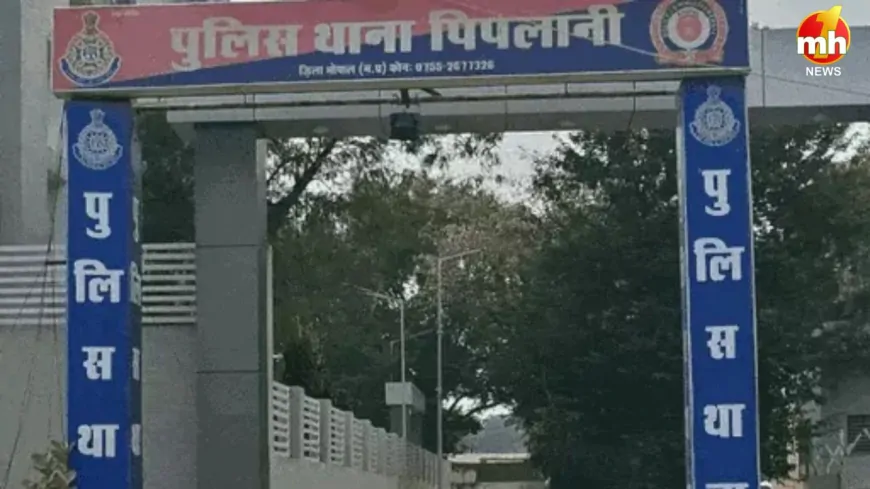 पुलिस थाना पिपलानी
ज़िला भोपाल (म.प्र) फोन: 0755-2677326
mh
NEWS
पु
लि
स
था
पु
लि
स
था